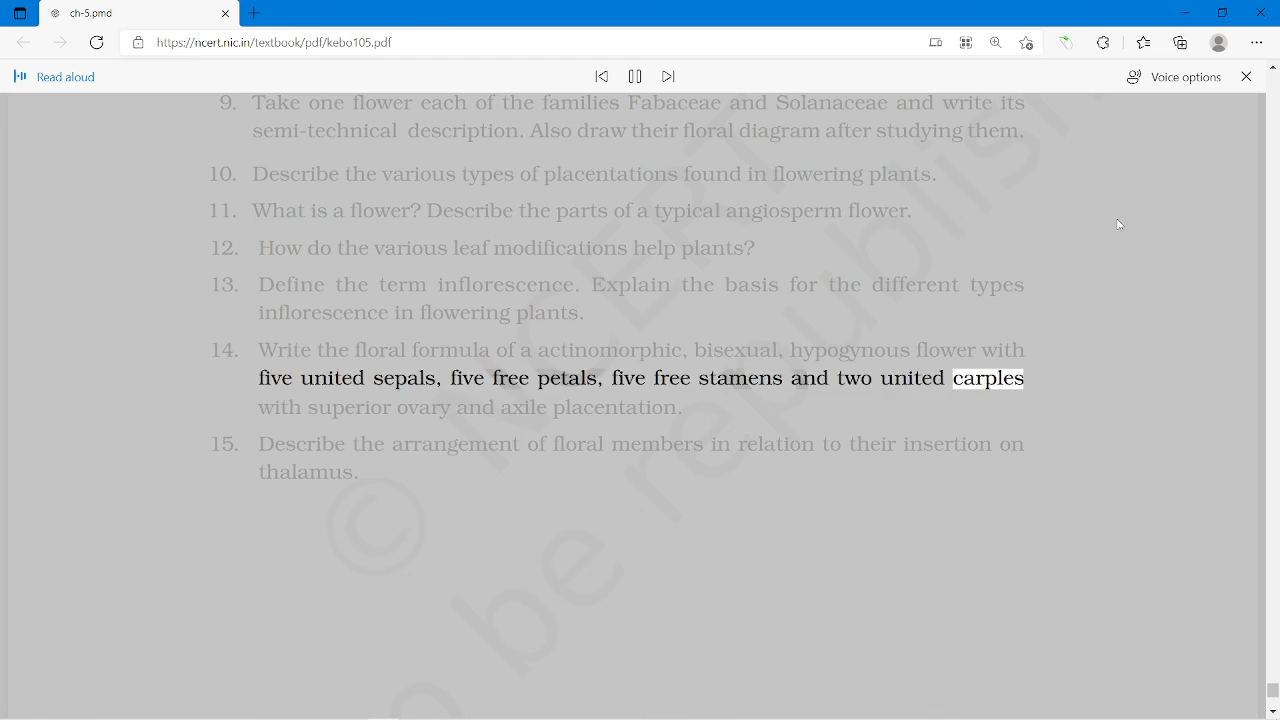 ch-5.pmd
https://ncert.nic.in/textbook/pdf/kebo105.pdf
Read aloud
Voice options
9. Take one flower each of the families Fabaceae and Solanaceae and write its
semi-technical description. Also draw their floral diagram after studying them.
10. Describe the various types of placentations found in flowering plants.
11. What is a flower? Describe the parts of a typical angiosperm flower.
12. How do the various leaf modifications help plants?
13. Define the term inflorescence. Explain the basis for the different types
inflorescence in flowering plants.
14. Write the floral formula of a actinomorphic, bisexual, hypogynous flower with
five united sepals, five free petals, five free stamens and two united carples
with superior ovary and axile placentation.
15. Describe the arrangement of floral members in relation to their insertion on
thalamus.
© NCERT
o be republish